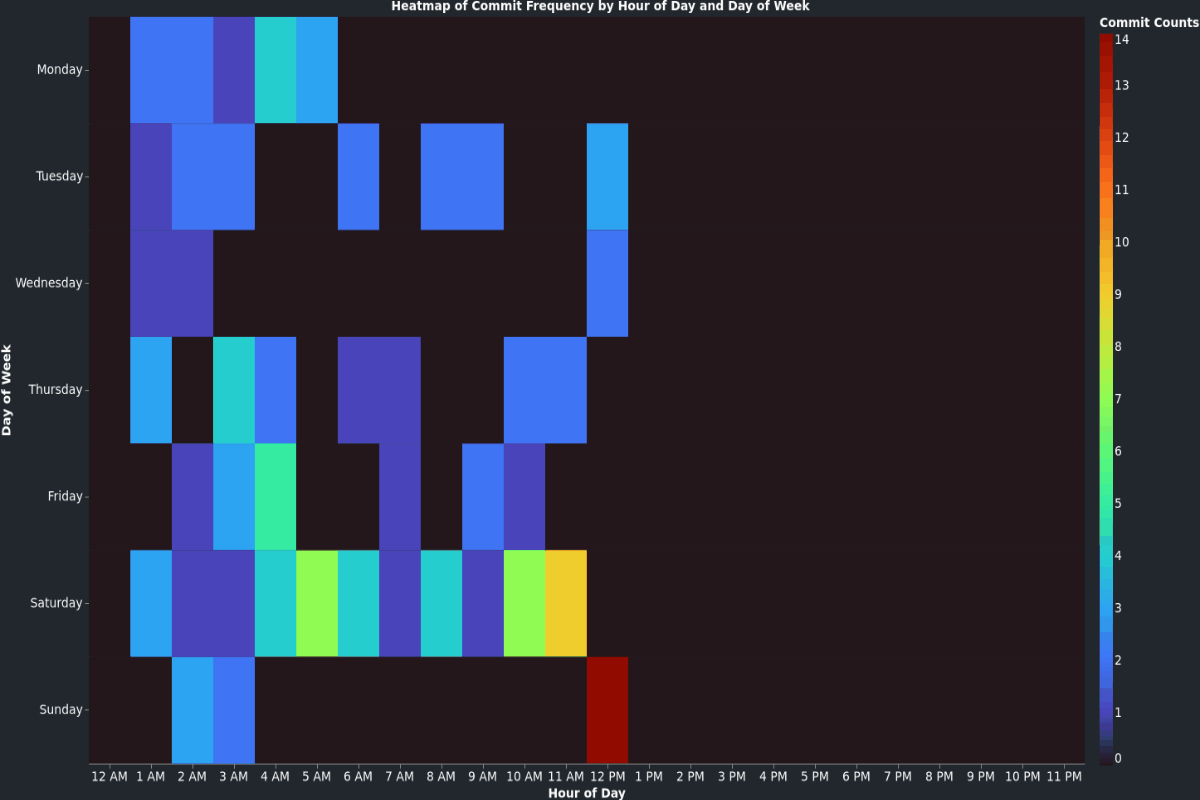 Heatmap of Commit Frequency by Hour of Day and Day of Week
Commit Counts
14
13
12
11
10
9
8
7
6
5
4
3
2
1
0
Day of Week
Monday
Tuesday
Wednesday
Thursday
Friday
Saturday
Sunday
12 AM 1 AM 2 AM 3 AM 4 AM 5 AM 6 AM 7 AM 8 AM 9 AM 10 AM 11 AM 12 PM 1 PM 2 PM 3 PM 4 PM 5 PM 6 PM 7 PM 8 PM 9 PM 10 PM 11 PM
Hour of Day